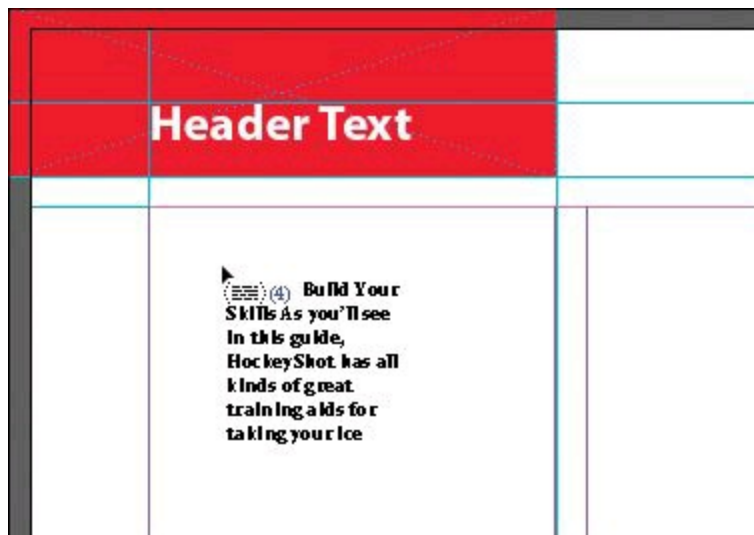 Header Text
(4) Build Your
Skills As you'll see
in this guide,
HockeyShot has all
kinds of great
training aids for
taking your ice